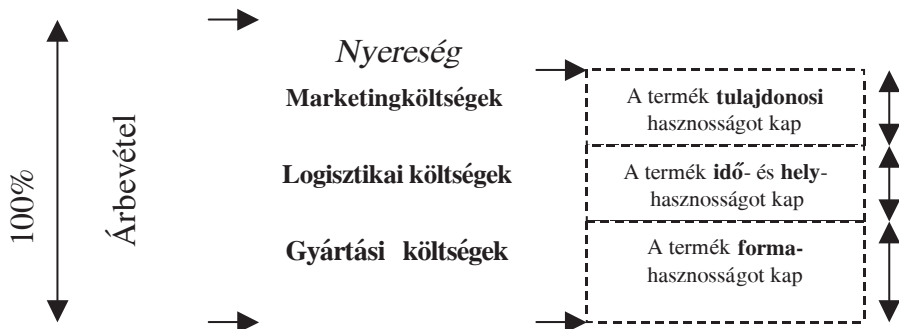 100%
Árbevétel
Nyereség
Marketingköltségek
A termék tulajdonosi
hasznosságot kap
Logisztikai költségek
A termék idő- és hely-
hasznosságot kap
Gyártási költségek
A termék forma-
hasznosságot kap